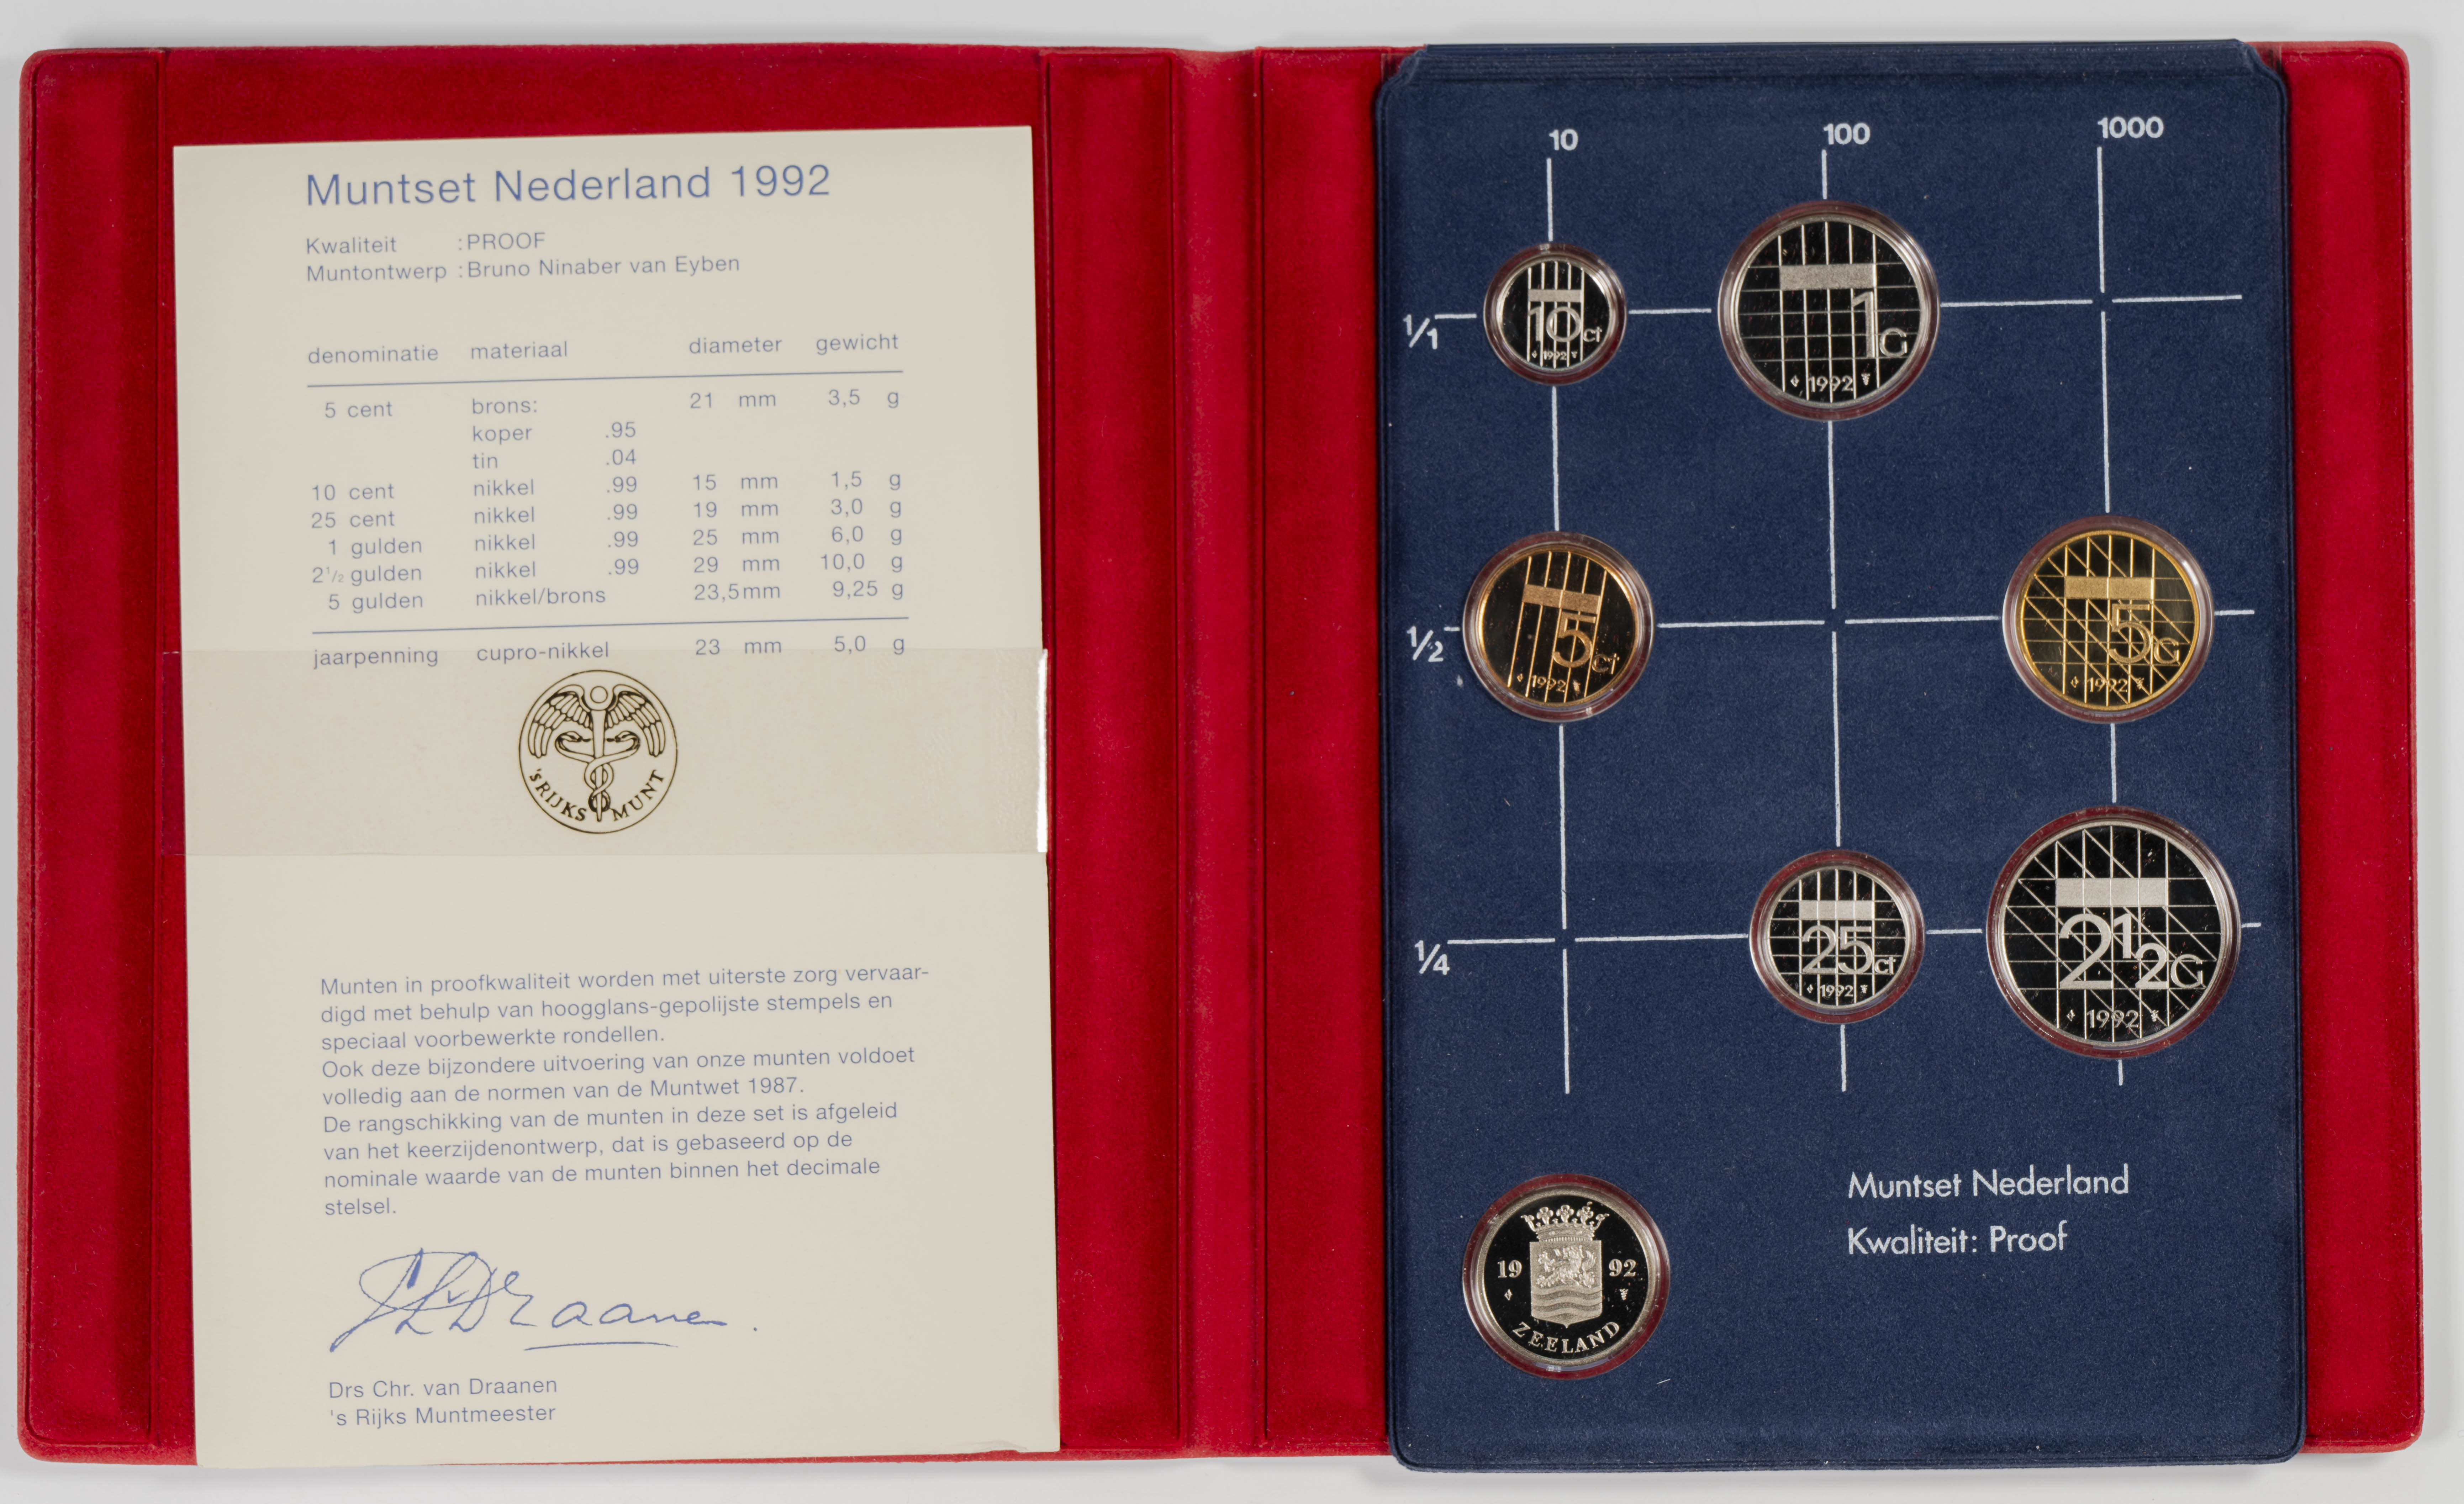 Muntset Nederland 1992
Kwaliteit :PROOF
Muntontwerp :Bruno Ninaber van Eyben
denominatie materiaal diameter gewicht
5 cent brons: 21 mm 3,5 g
koper .95
tin .04
10 cent nikkel .99 15 mm 1,5 g
25 cent nikkel .99 19 mm 3,0 g
1 gulden nikkel .99 25 mm 6,0 g
2 1/2 gulden nikkel .99 29 mm 10,0 g
5 gulden nikkel/brons 23,5mm 9,25 g
jaarpenning cupro-nikkel 23 mm 5,0 g
'S RIJKS MUNT
Munten in proofkwaliteit worden met uiterste zorg vervaar-
digd met behulp van hoogglans-gepolijste stempels en
speciaal voorbewerkte rondellen.
Ook deze bijzondere uitvoering van onze munten voldoet
volledig aan de normen van de Muntwet 1987.
De rangschikking van de munten in deze set is afgeleid
van het keerzijdenontwerp, dat is gebaseerd op de
nominale waarde van de munten binnen het decimale
stelsel.
Draanen
Drs Chr. van Draanen
's Rijks Muntmeester
10 100 1000
1/1
10 ct
1992
1 G
1992
1/2
5 ct
1992
5 G
1992
1/4
25 ct
1992
2 1/2 G
1992
19 92
ZEELAND
Muntset Nederland
Kwaliteit: Proof